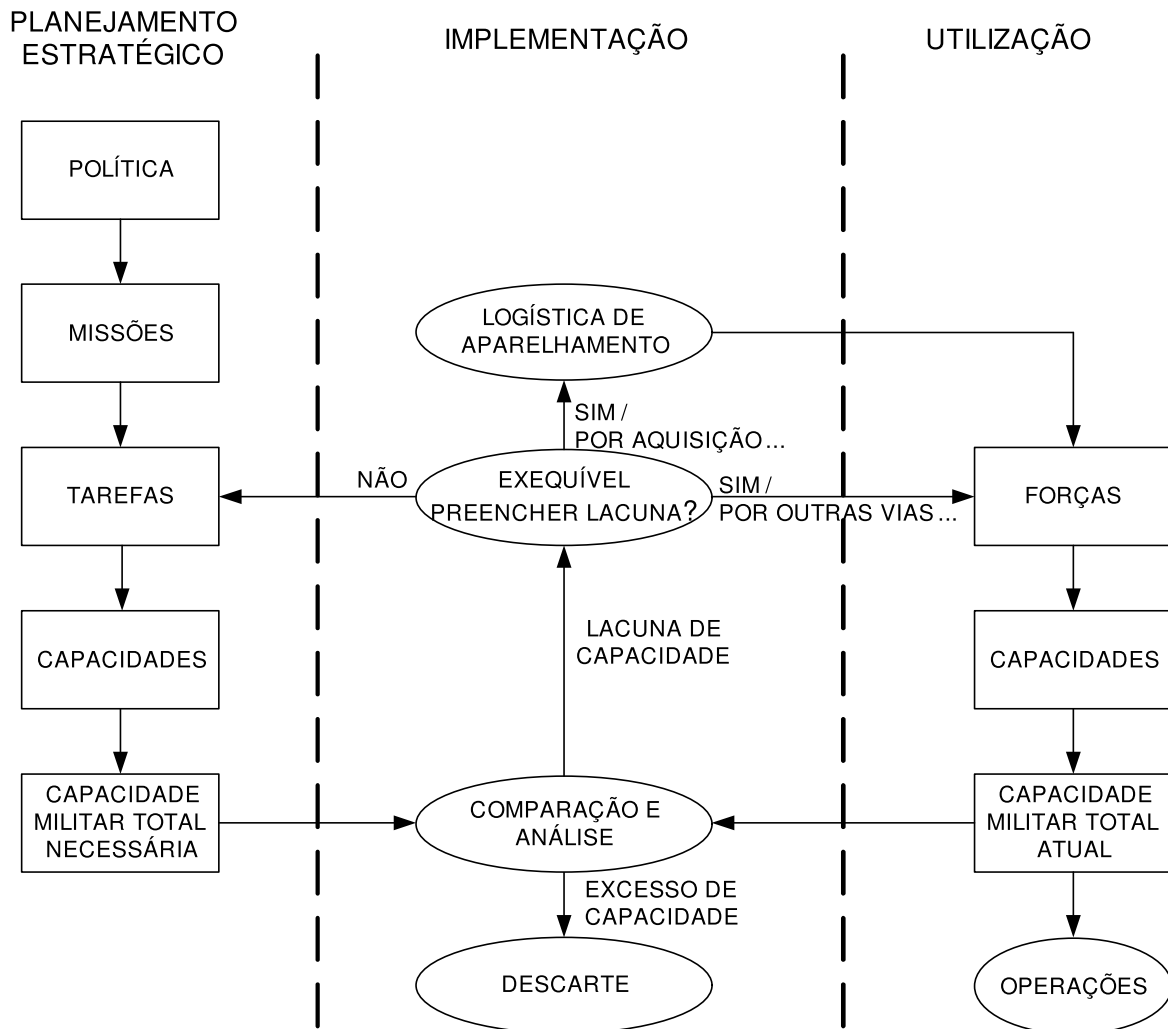 PLANEJAMENTO
ESTRATÉGICO
IMPLEMENTAÇÃO
UTILIZAÇÃO
POLÍTICA
MISSÕES
LOGÍSTICA DE
APARELHAMENTO
SIM /
POR AQUISIÇÃO...
TAREFAS
NÃO
EXEQUÍVEL
PREENCHER LACUNA?
SIM /
POR OUTRAS VIAS...
FORÇAS
CAPACIDADES
LACUNA DE
CAPACIDADE
CAPACIDADES
CAPACIDADE
MILITAR TOTAL
NECESSÁRIA
COMPARAÇÃO E
ANÁLISE
CAPACIDADE
MILITAR TOTAL
ATUAL
EXCESSO DE
CAPACIDADE
DESCARTE
OPERAÇÕES